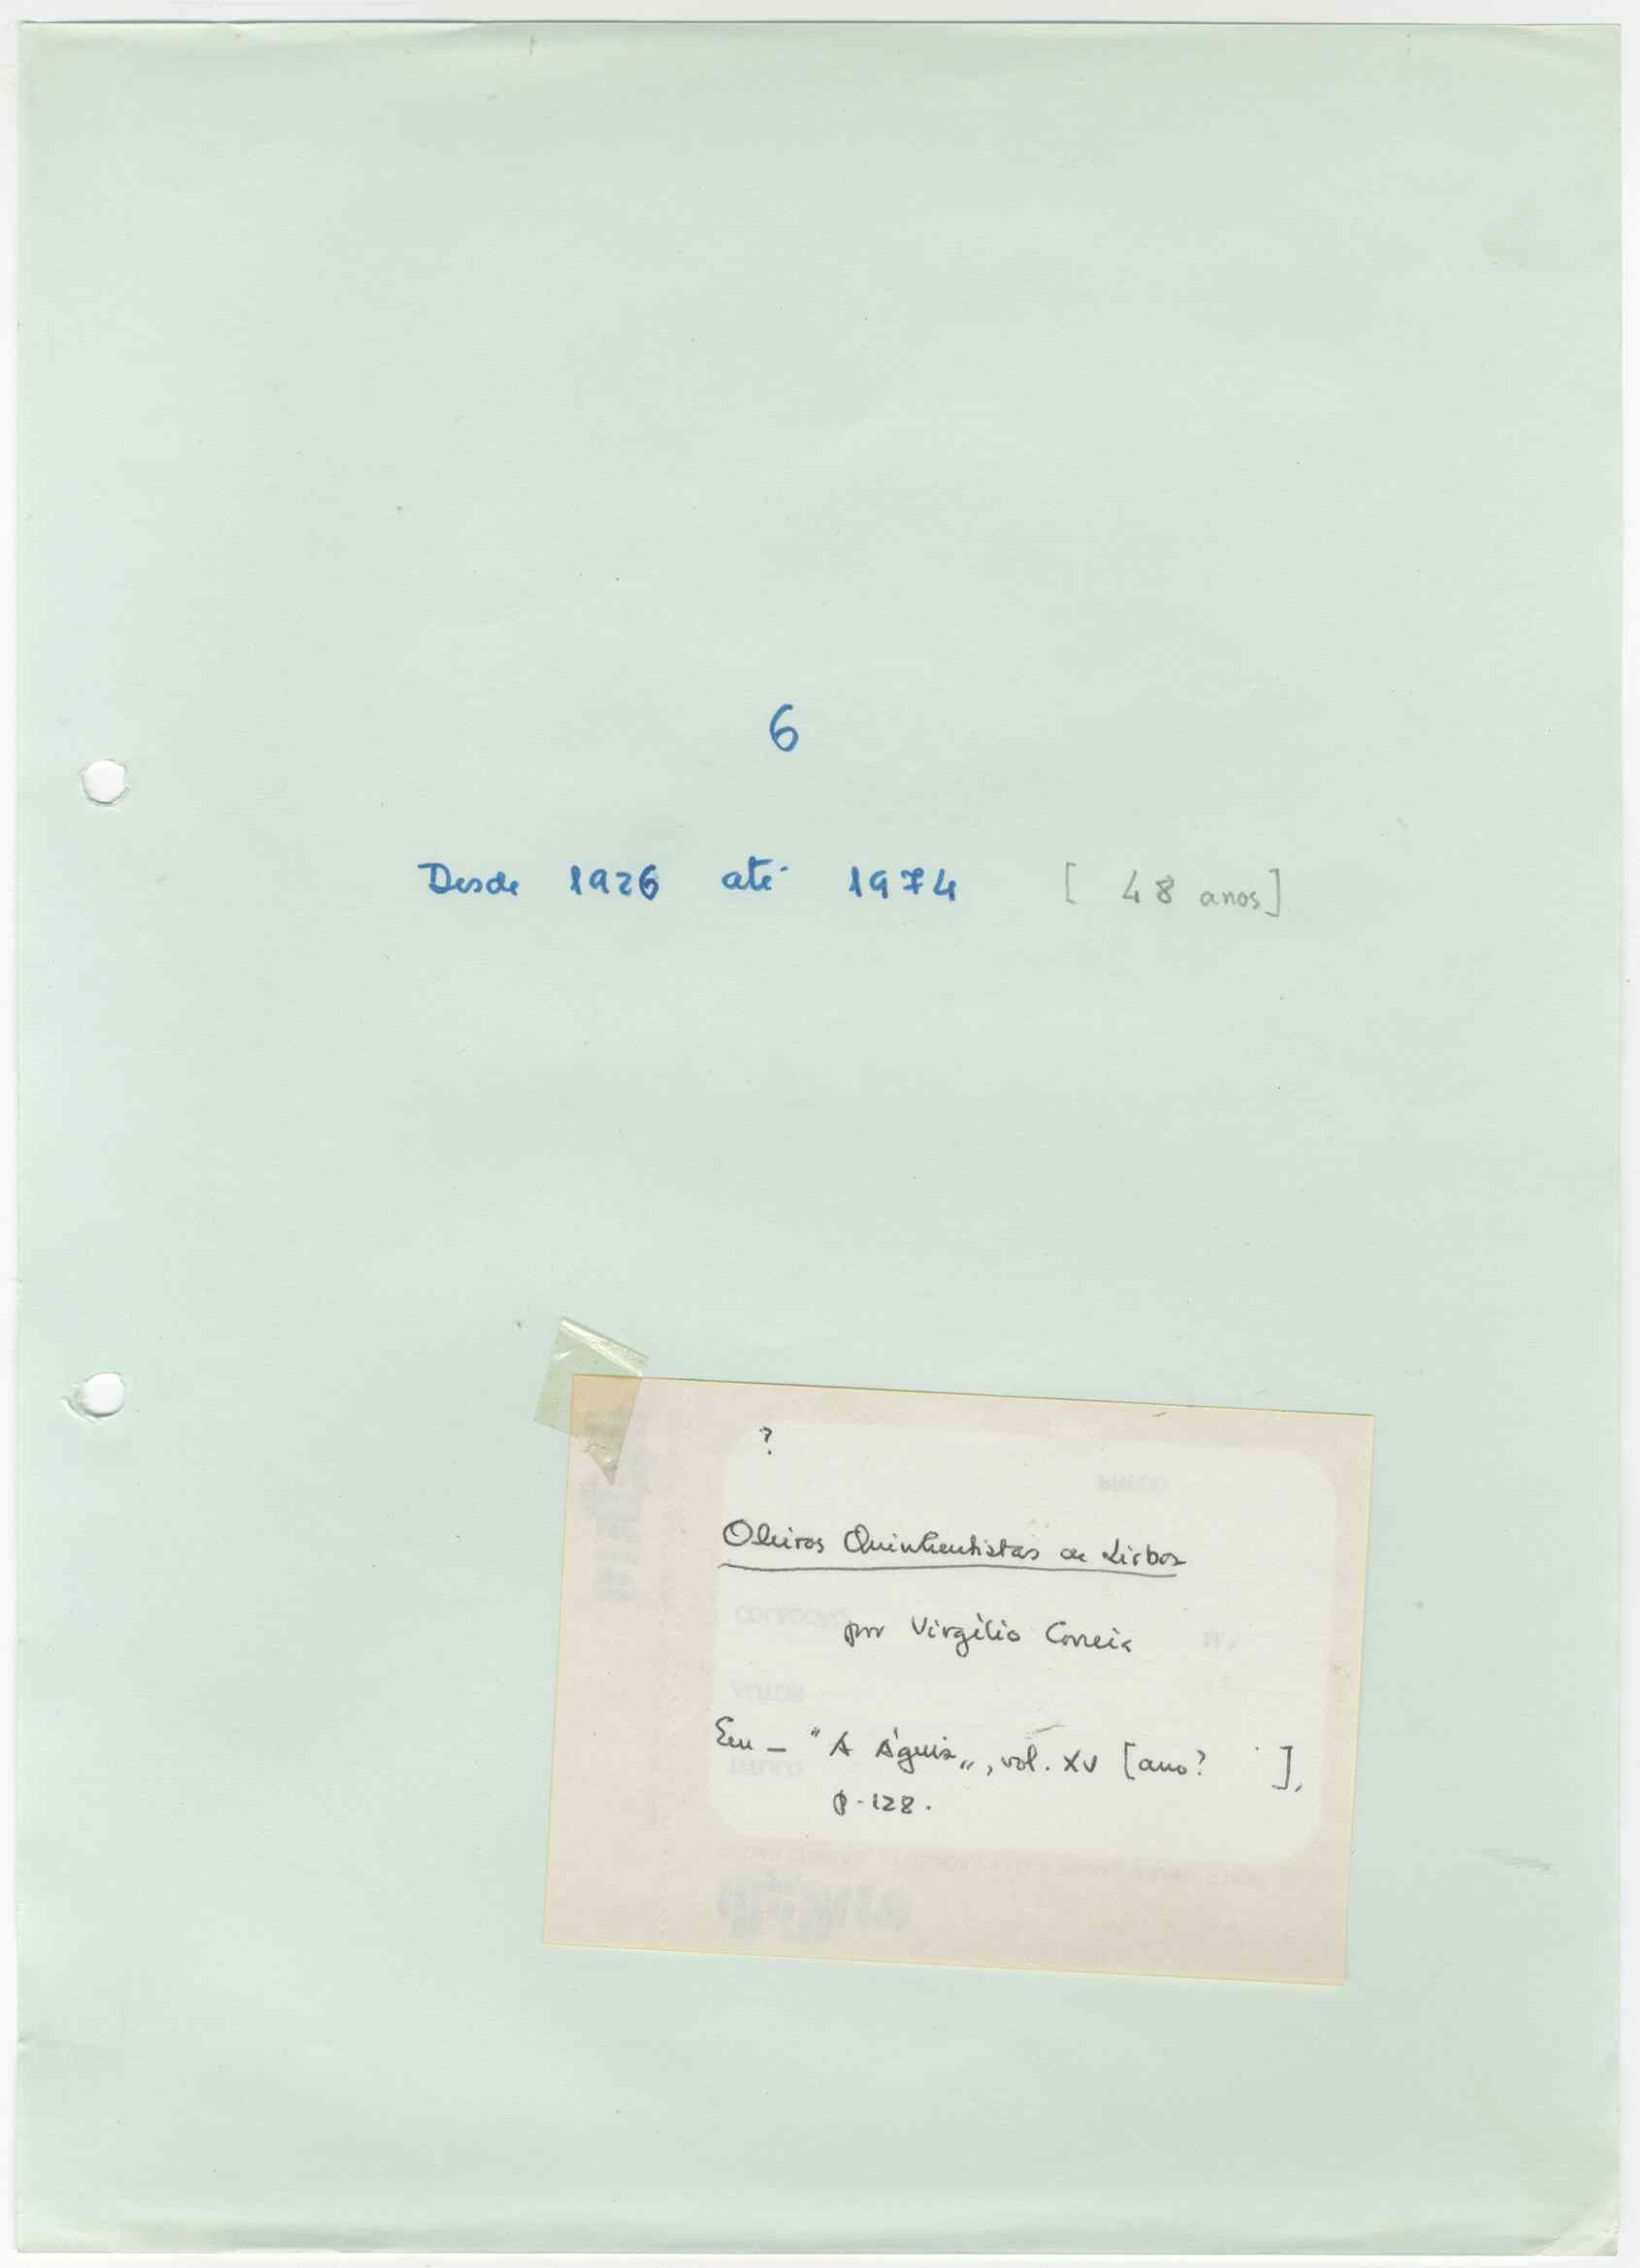 6
Desde 1926 até 1974 [ 48 anos]
?
Oleiros Quinhentistas de Lisboa
por Virgílio Correia
Em – "A Águia„, vol. XV [ano? ],
p. 128.